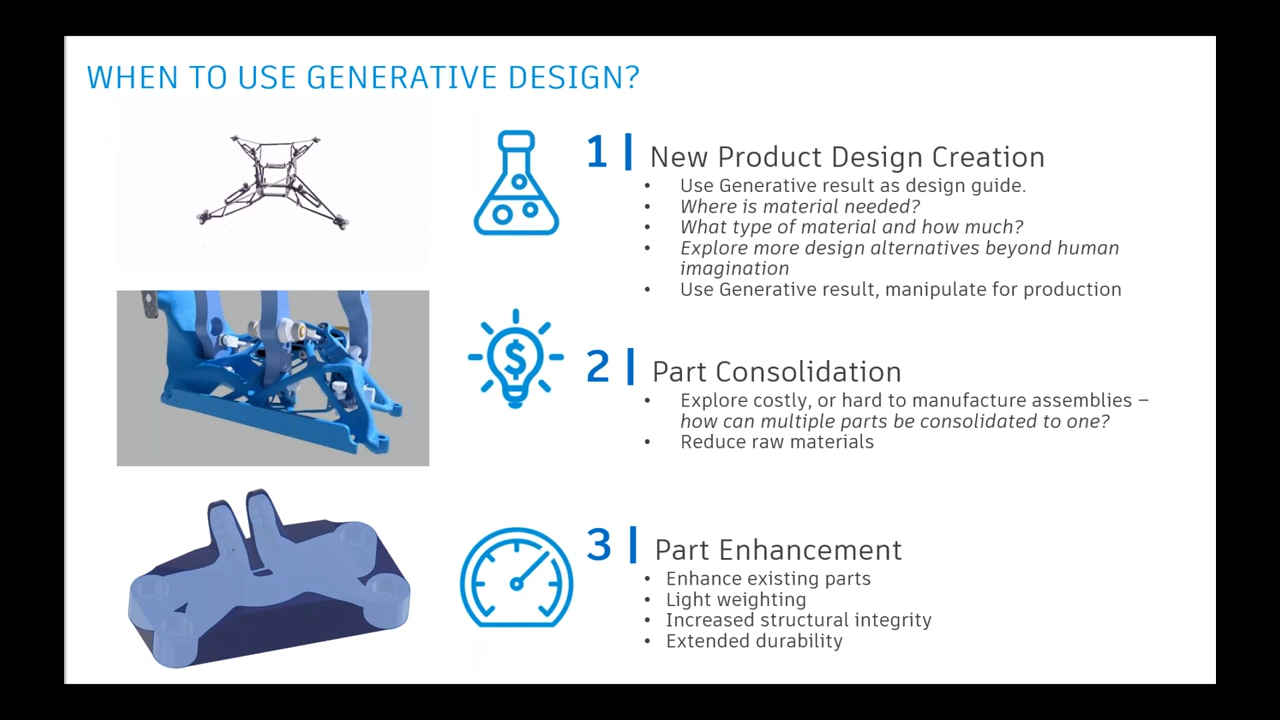 WHEN TO USE GENERATIVE DESIGN?
1 | New Product Design Creation
• Use Generative result as design guide.
• Where is material needed?
• What type of material and how much?
• Explore more design alternatives beyond human
imagination
• Use Generative result, manipulate for production
$
2 | Part Consolidation
• Explore costly, or hard to manufacture assemblies –
how can multiple parts be consolidated to one?
• Reduce raw materials
3 | Part Enhancement
• Enhance existing parts
• Light weighting
• Increased structural integrity
• Extended durability